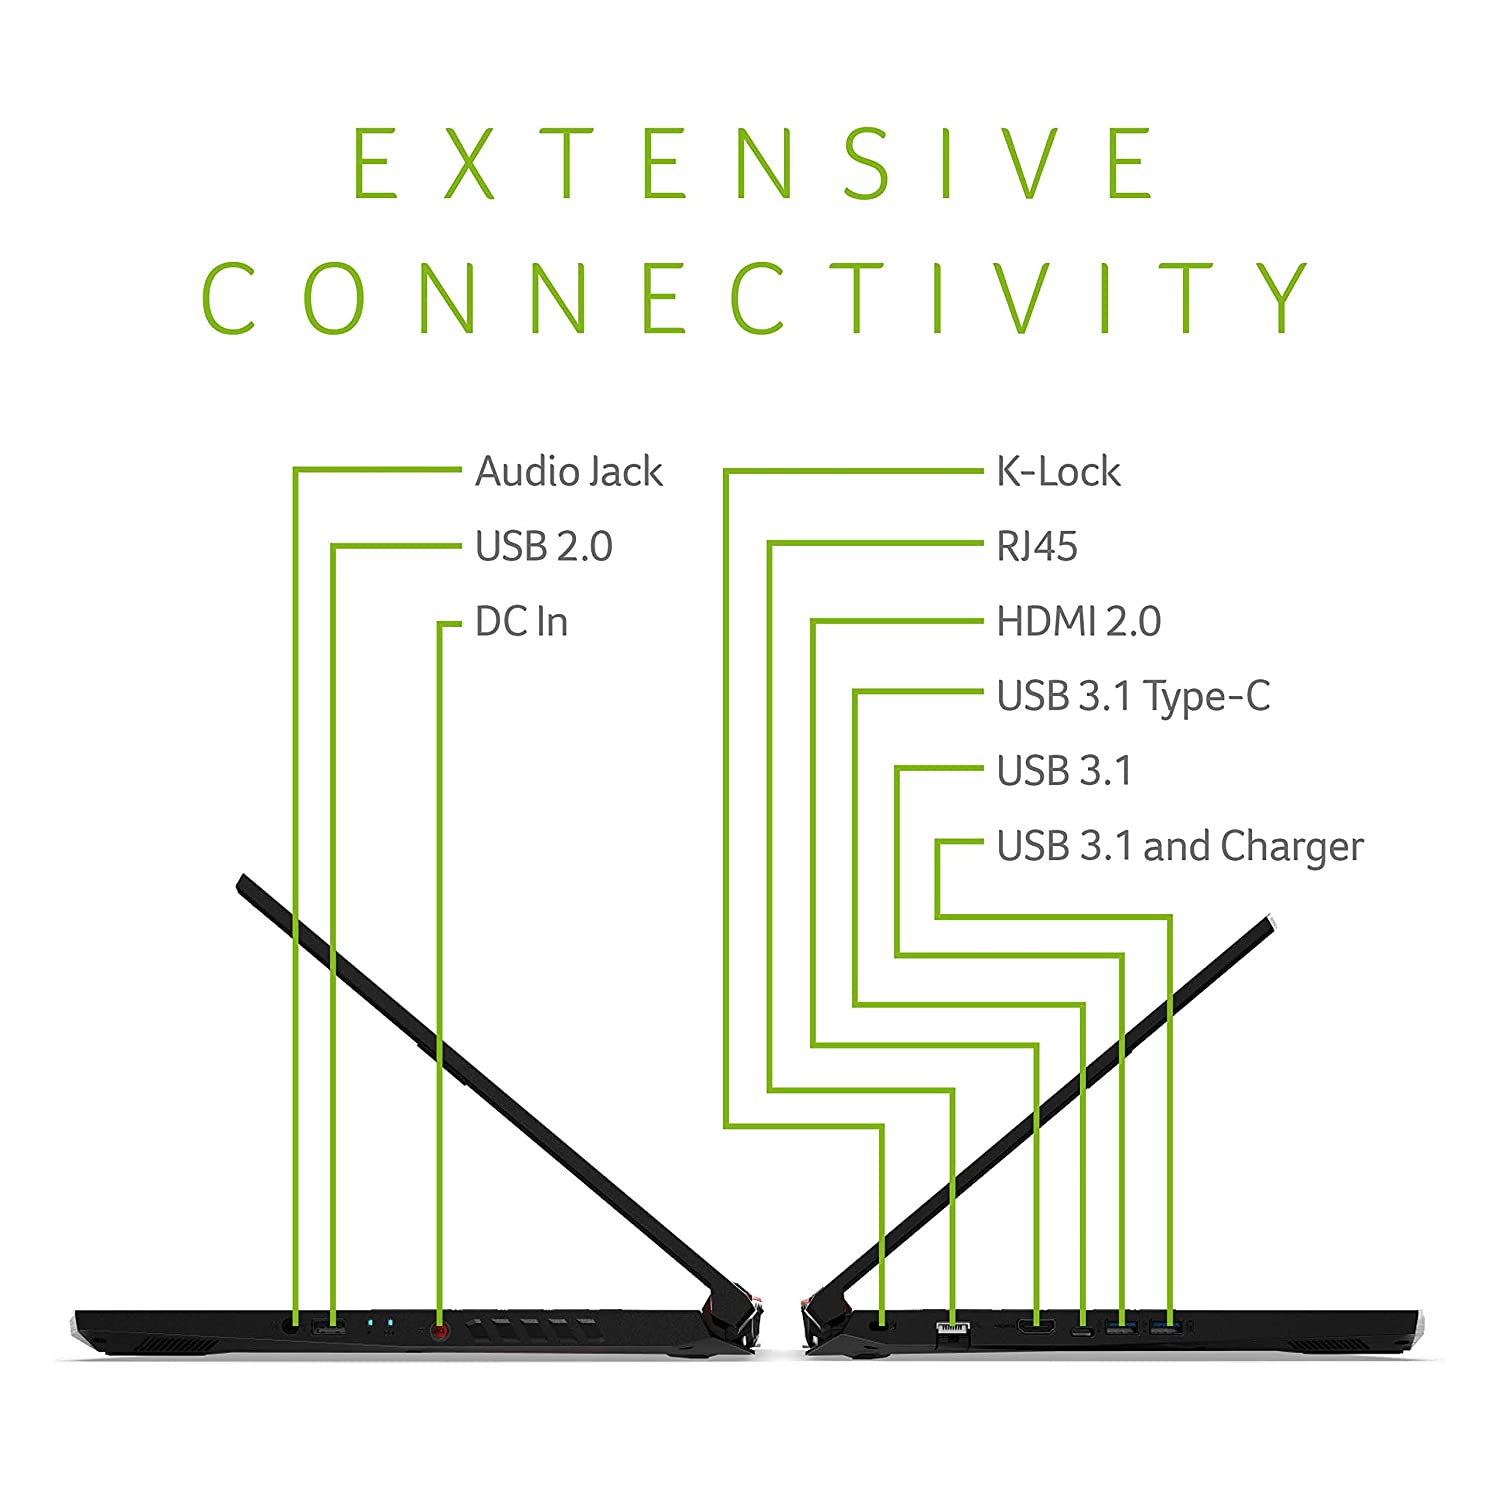 EXTENSIVE
CONNECTIVITY
Audio Jack
USB 2.0
DC In
K-Lock
RJ45
HDMI 2.0
USB 3.1 Type-C
USB 3.1
USB 3.1 and Charger